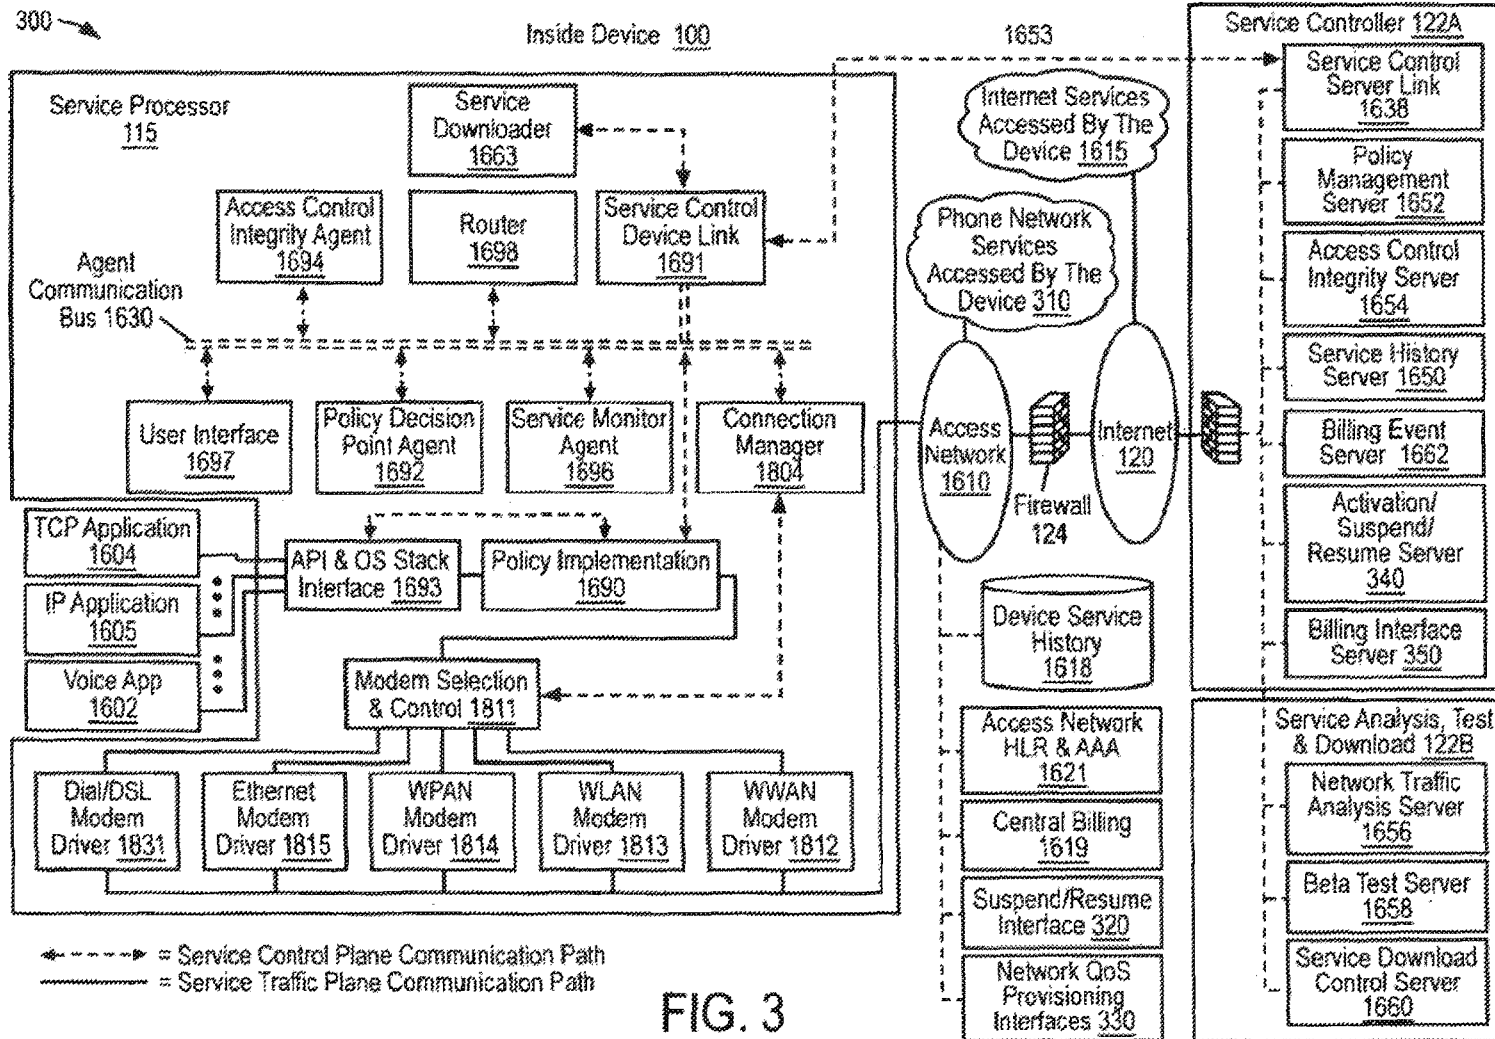 300
Inside Device 100
1653
Service Controller 122A
Service Processor
115
Service
Downloader
1663
Access Control
Integrity Agent
1694
Router
1698
Service Control
Device Link
1691
Agent
Communication
Bus 1630
User Interface
1697
Policy Decision
Point Agent
1692
Service Monitor
Agent
1696
Connection
Manager
1804
TCP Application
1604
IP Application
1605
Voice App
1602
API & OS Stack
Interface 1693
Policy Implementation
1690
Modem Selection
& Control 1811
Dial/DSL
Modem
Driver 1831
Ethernet
Modem
Driver 1815
WPAN
Modem
Driver 1814
WLAN
Modem
Driver 1813
WWAN
Modem
Driver 1812
= Service Control Plane Communication Path
= Service Traffic Plane Communication Path
Internet Services
Accessed By The
Device 1615
Phone Network
Services
Accessed By The
Device 310
Access
Network
1610
Firewall
124
Internet
120
Device Service
History
1618
Access Network
HLR & AAA
1621
Central Billing
1619
Suspend/Resume
Interface 320
Network QoS
Provisioning
Interfaces 330
Service Control
Server Link
1638
Policy
Management
Server 1652
Access Control
Integrity Server
1654
Service History
Server 1650
Billing Event
Server 1662
Activation/
Suspend/
Resume Server
340
Billing Interface
Server 350
Service Analysis, Test
& Download 122B
Network Traffic
Analysis Server
1656
Beta Test Server
1658
Service Download
Control Server
1660
FIG. 3